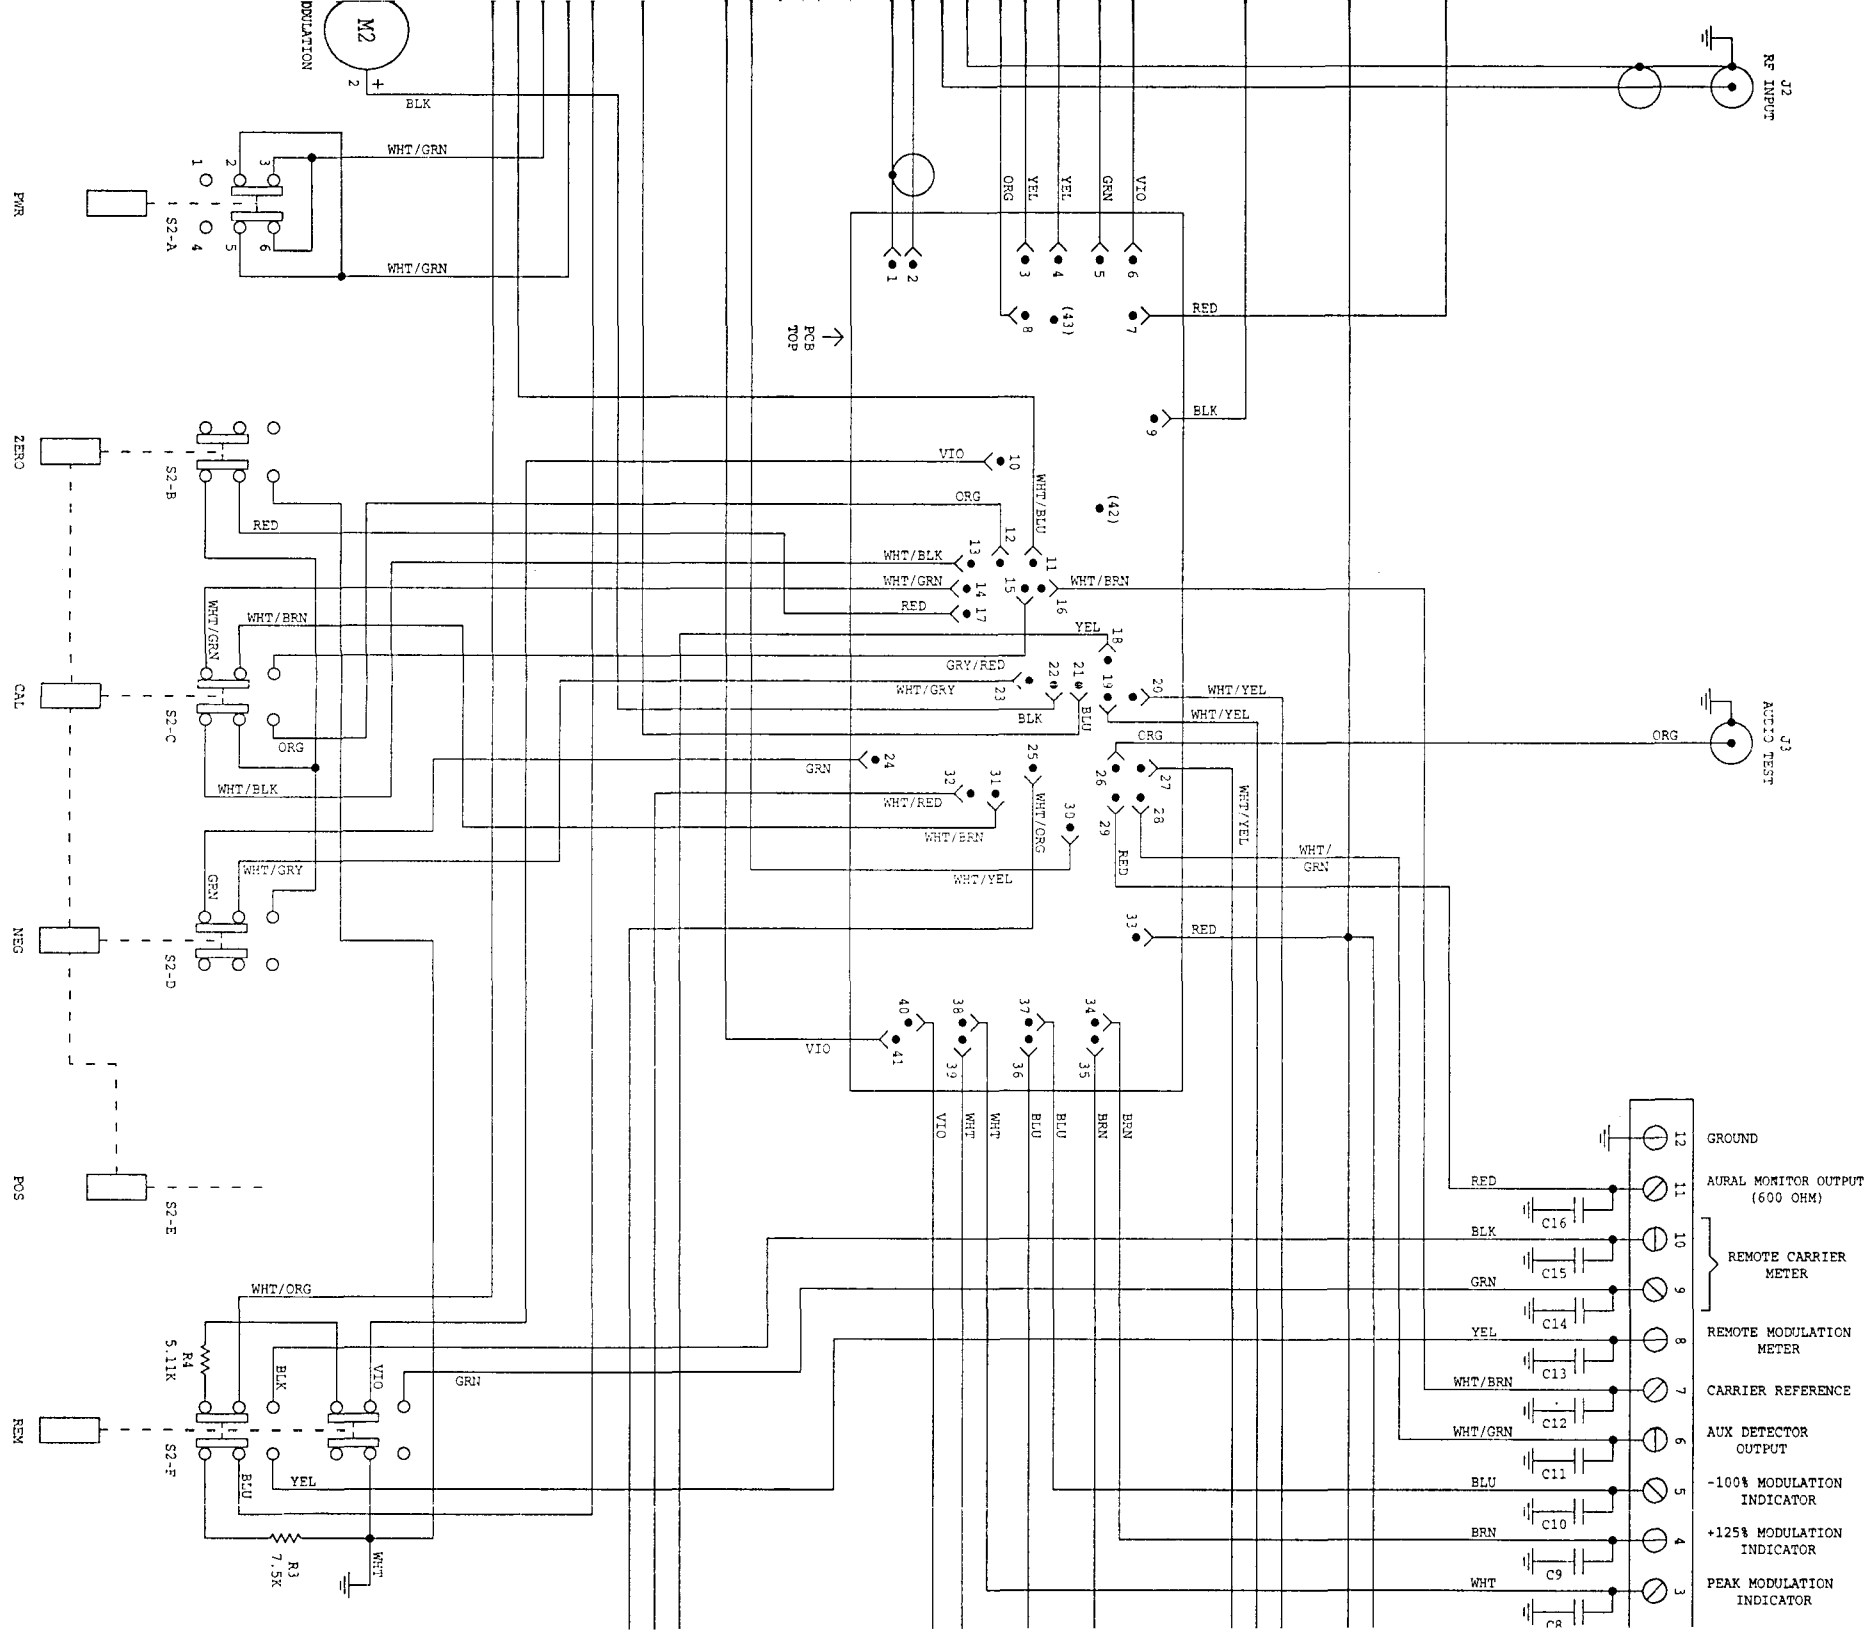 DDULATION
M2
2
+
BLK
J2
RF INPUT
WHT/GRN
1
2
3
4
5
6
PWR
S2-A
WHT/GRN
ORG
YEL
YEL
GRN
VIO
1
2
3
4
5
6
8
(43)
7
RED
PCB
TOP
9
BLK
ZERO
S2-B
VIO
10
ORG
WHT/BLU
(42)
RED
12
13
WHT/BLK
11
WHT/GRN
14
15
16
WHT/BRN
RED
17
WHT/GRN
WHT/BRN
YEL
18
GRY/RED
WHT/GRY
23
22
21
19
20
WHT/YEL
BLK
BLU
WHT/YEL
CAL
S2-C
ORG
ORG
ORG
J3
AUDIO TEST
GRN
24
25
26
27
WHT/BLK
WHT/RED
32
31
WHT/ORG
30
29
28
WHT/YEL
WHT/BRN
WHT/
GRN
RED
WHT/GRY
GRN
WHT/YEL
NEG
S2-D
33
RED
40
38
37
34
VIO
41
39
36
35
VIO
WHT
WHT
BLU
BLU
BRN
BRN
12
GROUND
POS
S2-E
RED
11
AURAL MONITOR OUTPUT
(600 OHM)
C16
BLK
10
C15
REMOTE CARRIER
METER
GRN
9
C14
WHT/ORG
YEL
8
REMOTE MODULATION
METER
C13
R4
5.11K
BLK
VIO
GRN
WHT/BRN
7
CARRIER REFERENCE
C12
REM
S2-F
WHT/GRN
6
AUX DETECTOR
OUTPUT
C11
BLU
YEL
BLU
5
-100% MODULATION
INDICATOR
C10
BRN
4
+125% MODULATION
INDICATOR
C9
R3
7.5K
WHT
WHT
3
PEAK MODULATION
INDICATOR
C8